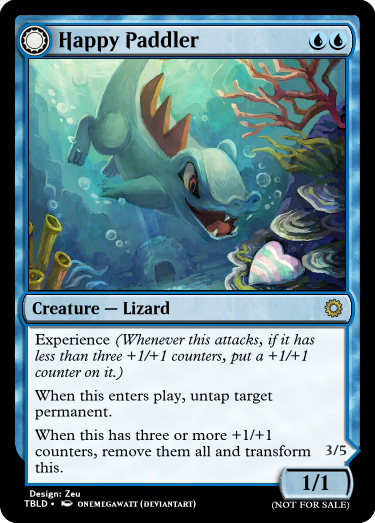 Happy Paddler
Creature — Lizard
Experience (Whenever this attacks, if it has
less than three +1/+1 counters, put a +1/+1
counter on it.)
When this enters play, untap target
permanent.
When this has three or more +1/+1
counters, remove them all and transform
this.
3/5
1/1
Design: Zeu
TBLD • ONEMEGAWATT (DEVIANTART)
(NOT FOR SALE)